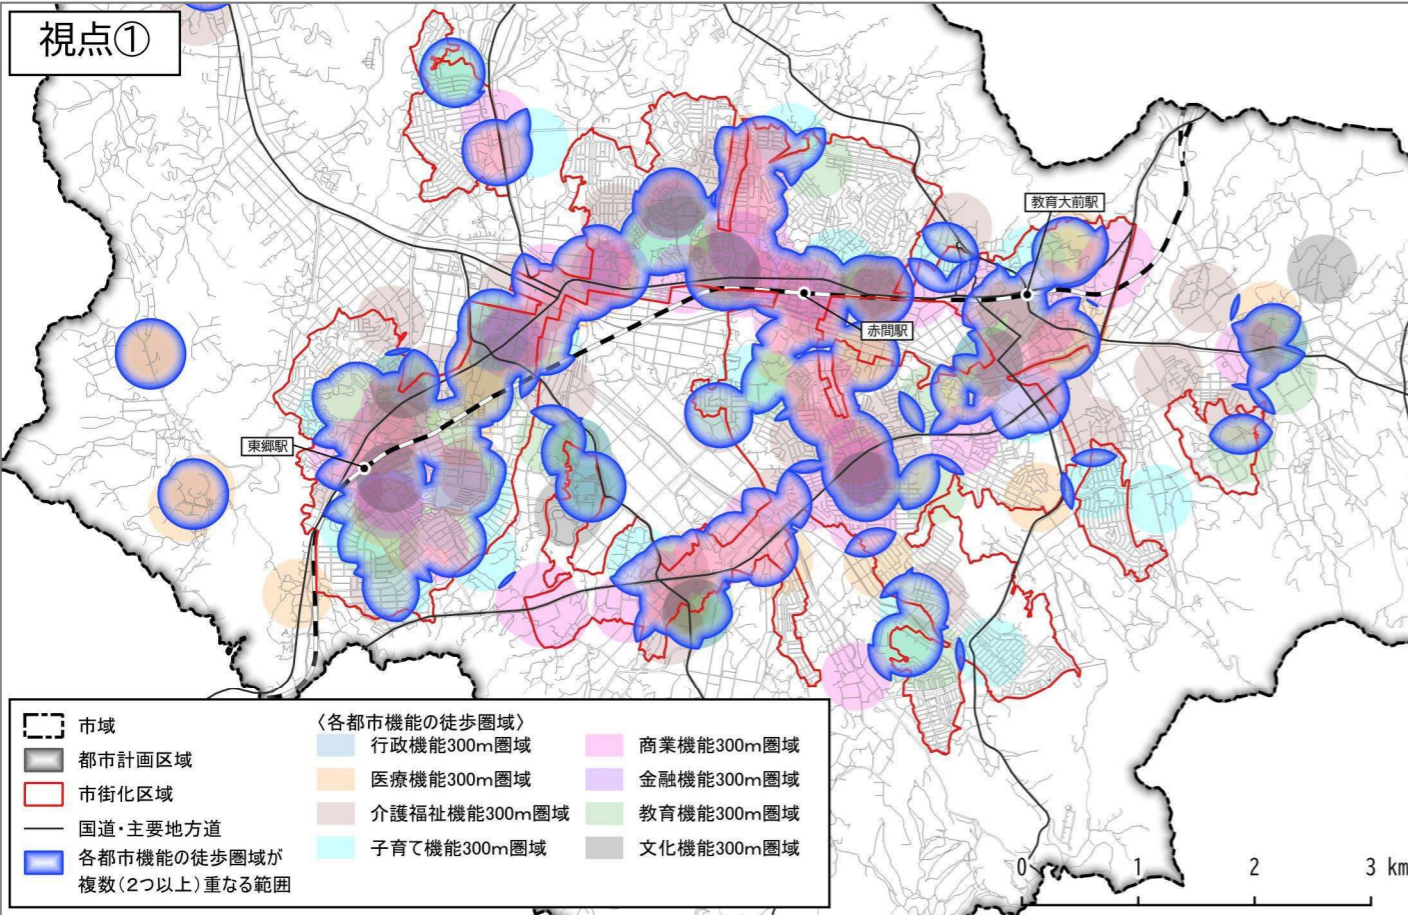 視点①
教育大前駅
赤間駅
東郷駅
市域
都市計画区域
市街化区域
国道・主要地方道
各都市機能の徒歩圏域が
複数(2つ以上)重なる範囲
〈各都市機能の徒歩圏域〉
行政機能300m圏域
医療機能300m圏域
介護福祉機能300m圏域
子育て機能300m圏域
商業機能300m圏域
金融機能300m圏域
教育機能300m圏域
文化機能300m圏域
0 1 2 3 km